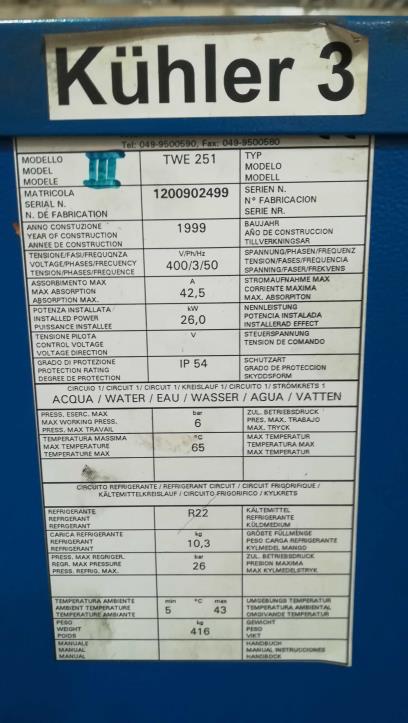 Kühler 3
Tel: 049-9500590, Fax: 049-9500580
MODELLO TWE 251 TYP
MODEL MODELO
MODELE III MODELL
MATRICOLA 1200902499 SERIEN N.
SERIAL N. N° FABRICACION
N. DÉ FABRICATION SERIE NR.
ANNO CONSTUZIONE 1999 BAUJAHR
YEAR OF CONSTRUCTION AÑO DE CONSTRUCCION
ANNEE DE CONSTRUCTION TILLVERKNINGSAR
TENSIONE/FASI/FREQUQNZA V/Ph/Hz SPANNUNG/PHASEN/FREQUENZ
VOLTAGE/PHASES/FRECUENCY 400/3/50 TENSION/FASES/FREQUENCIA
TENSION/PHASES/FREQUENCE SPANNING/FASER/FREKVENS
ASSORBIMENTO MAX A STROMAUFNAHME MAX
MAX ABSORPTION 42,5 CORRIENTE MAXIMA
ABSORPTION MAX. MAX. ABSORPITON
POTENZA INSTALLATA kW NENNLEISTUNG
INSTALLED POWER 26,0 POTENCIA INSTALADA
PUISSANCE INSTALLEE INSTALLERAD EFFECT
TENSIONE PILOTA V STEUERSPANNUNG
CONTROL VOLTAGE TENSION DE COMANDO
VOLTAGE DIRECTION
GRADO DI PROTEZIONE IP 54 SCHUTZART
PROTECTION RATING GRADO DE PROTECCION
DEGREE DE PROTECTION SKYDDSFORM
CIRCUIO 1/ CIRCUIT 1/ CIRCUIT 1/KREISLAUF 1/ CIRCUITO 1/ STRÖMKRETS 1
ACQUA / WATER / EAU / WASSER / AGUA / VATTEN
PRESS. ESERC. MAX bar ZUL. BETRIEBSDRUCK
MAX WORKING PRESS. 6 PRES. MAX. TRABAJO
PRESS. MAX TRAVAIL MAX. TRYCK
TEMPERATURA MASSIMA °C MAX TEMPERATUR
MAX TEMPERATURE 65 TEMPERATURA MAX
TEMPERATURE MAX MAX TEMPERATUR
CIRCUITO REFRIGERANTE / REFRIGERANT CIRCUIT / CIRCUIT FRIGORIFIQUE /
KÄLTEMITTELKREISLAUF / CIRCUITO FRIGORIFICO / KYLKRETS
REFRIGERANTE R22 KÄLTEMITTEL
REFRIGERANT REFRIGERANTE
REFRIGERANT KÜLDMEDIUM
CARICA REFRIGERANTE kg GRÖBTE FÜLLMENGE
REFRIGERANT 10,3 PESO CARGA REFRIGERANTE
REFRIGERANT KYLMEDEL MANGO
PRESS. MAX REGRIGER. bar ZUL. BETRIEBSDRUCK
REGR. MAX PRESSURE 26 PRESION MAXIMA
PRESS. REFRIG. MAX. MAX KYLMEDELSTRYK
TEMPERATURA AMBIENTE min °C max UMGEBUNGS TEMPERATUR
AMBIENT TEMPERATURE 5 43 TEMPERATURA AMBIENTAL
TEMPERATURE AMBIANTE OMGIVANDE TEMPERATUR
PESO kg GEWICHT
WEIGHT 416 PESO
POIDS VIKT
MANUALE HANDBUCH
MANUAL MANUAL INSTRUCCIONES
MANUAL HANDBOCK